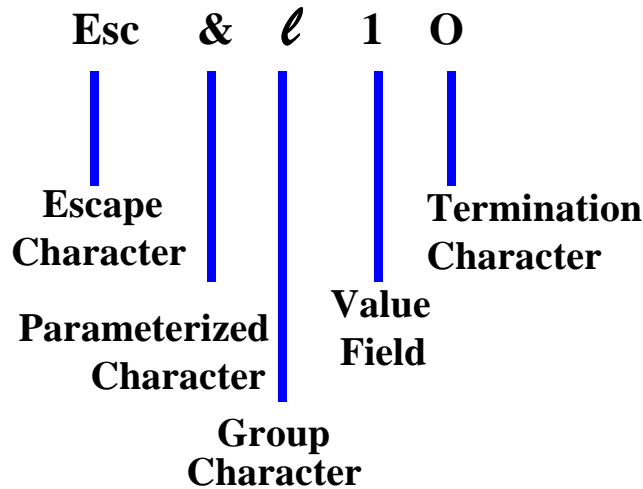 Esc & ℓ 1 O
Escape
Character
Termination
Character
Parameterized
Character
Value
Field
Group
Character